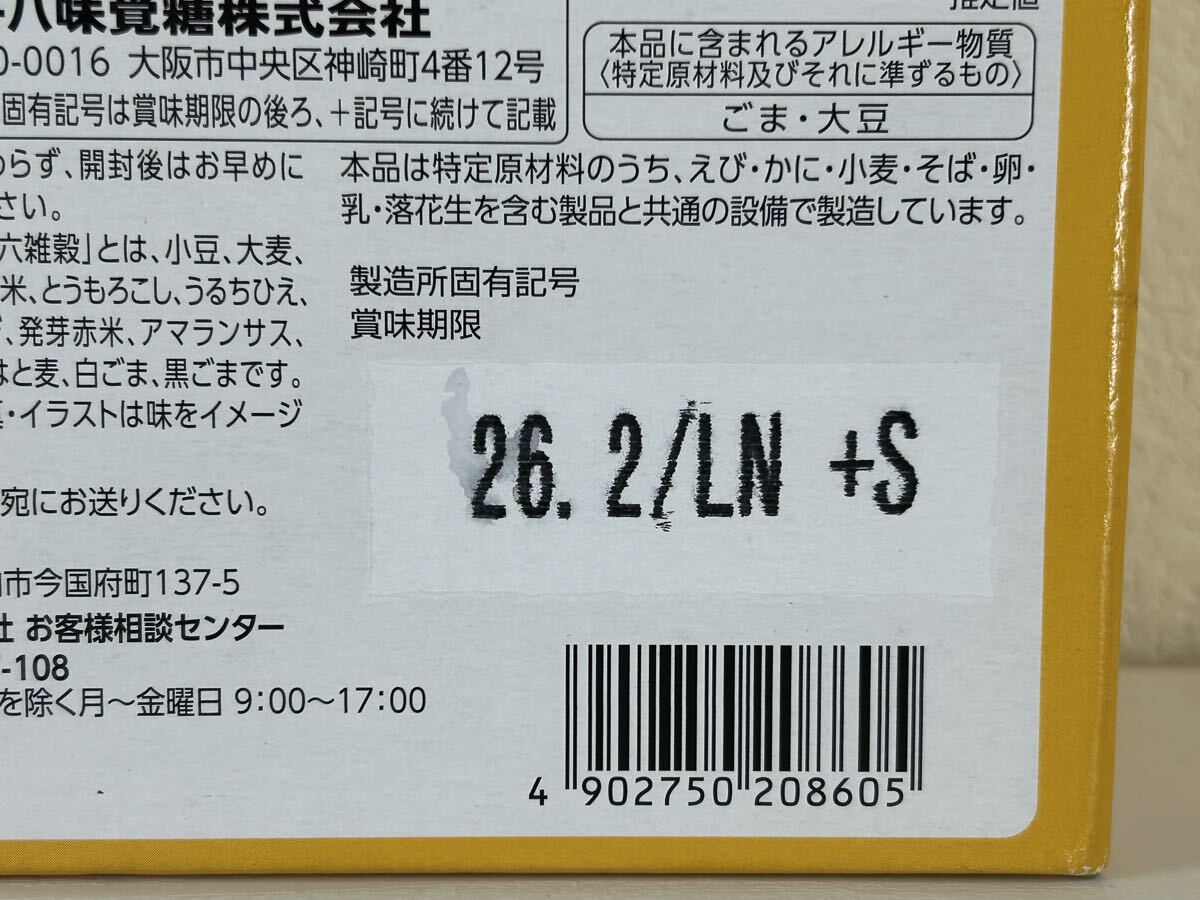 八味覚糖株式会社
0-0016 大阪市中央区神崎町4番12号
固有記号は賞味期限の後ろ、+記号に続けて記載
推定値
本品に含まれるアレルギー物質
〈特定原材料及びそれに準ずるもの〉
ごま・大豆
わらず、開封後はお早めに
さい。
六雑穀」とは、小豆、大麦、
米、とうもろこし、うるちひえ、
、発芽赤米、アマランサス、
はと麦、白ごま、黒ごまです。
・イラストは味をイメージ
宛にお送りください。
市今国府町137-5
社 お客様相談センター
-108
を除く月〜金曜日 9:00〜17:00
本品は特定原材料のうち、えび・かに・小麦・そば・卵・
乳・落花生を含む製品と共通の設備で製造しています。
製造所固有記号
賞味期限
26. 2/LN +S
4 902750 208605